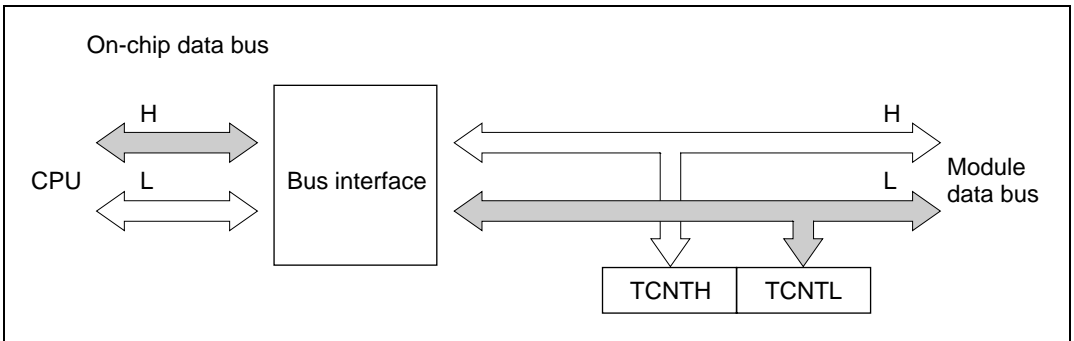 On-chip data bus
H
H
CPU
L
Bus interface
L
Module
data bus
TCNTH
TCNTL